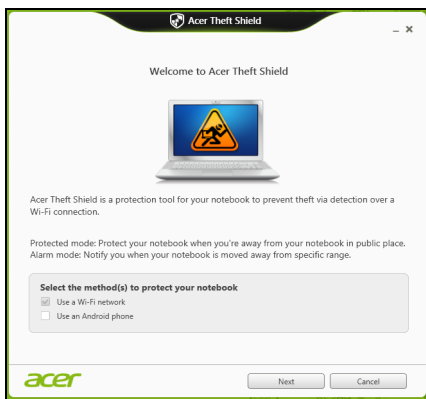 Acer Theft Shield
Welcome to Acer Theft Shield
Acer Theft Shield is a protection tool for your notebook to prevent theft via detection over a
Wi-Fi connection.
Protected mode: Protect your notebook when you're away from your notebook in public place.
Alarm mode: Notify you when your notebook is moved away from specific range.
Select the method(s) to protect your notebook
Use a Wi-Fi network
Use an Android phone
acer
Next
Cancel